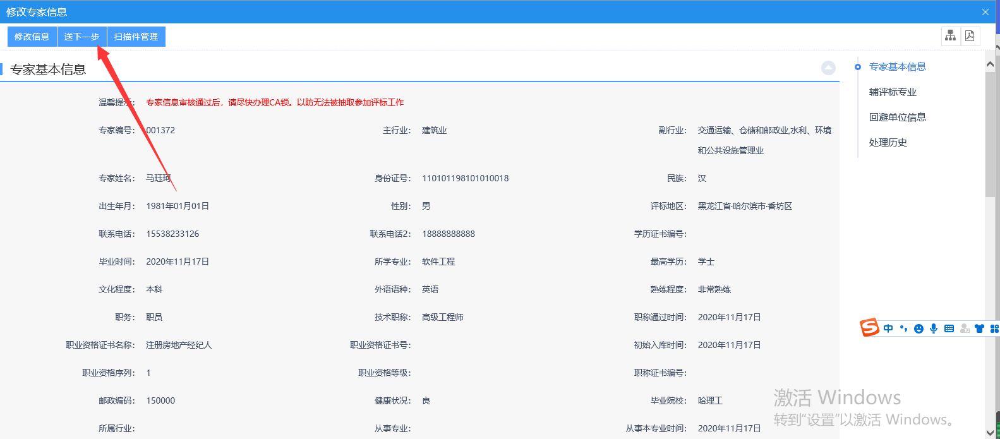 修改专家信息
修改信息 送下一步 扫描件管理
专家基本信息
专家基本信息
辅评标专业
回避单位信息
处理历史
温馨提示： 专家信息审核通过后，请尽快办理CA锁。以防无法被抽取参加评标工作
专家编号： 001372 主行业： 建筑业 副行业： 交通运输、仓储和邮政业,水利、环境
和公共设施管理业
专家姓名： 马珏珂 身份证号： 110101198101010018 民族： 汉
出生年月： 1981年01月01日 性别： 男 评标地区： 黑龙江省·哈尔滨市·香坊区
联系电话： 15538233126 联系电话2： 18888888888 学历证书编号：
毕业时间： 2020年11月17日 所学专业： 软件工程 最高学历： 学士
文化程度： 本科 外语语种： 英语 熟练程度： 非常熟练
职务： 职员 技术职称： 高级工程师 职称通过时间： 2020年11月17日
职业资格证书名称： 注册房地产经纪人 职业资格证书号： 初始入库时间： 2020年11月17日
职业资格序列： 1 职业资格等级： 职称证书编号：
邮政编码： 150000 健康状况： 良 毕业院校： 哈理工
所属行业： 从事专业： 从事本专业时间： 2020年11月17日
中
激活 Windows
转到“设置”以激活 Windows。